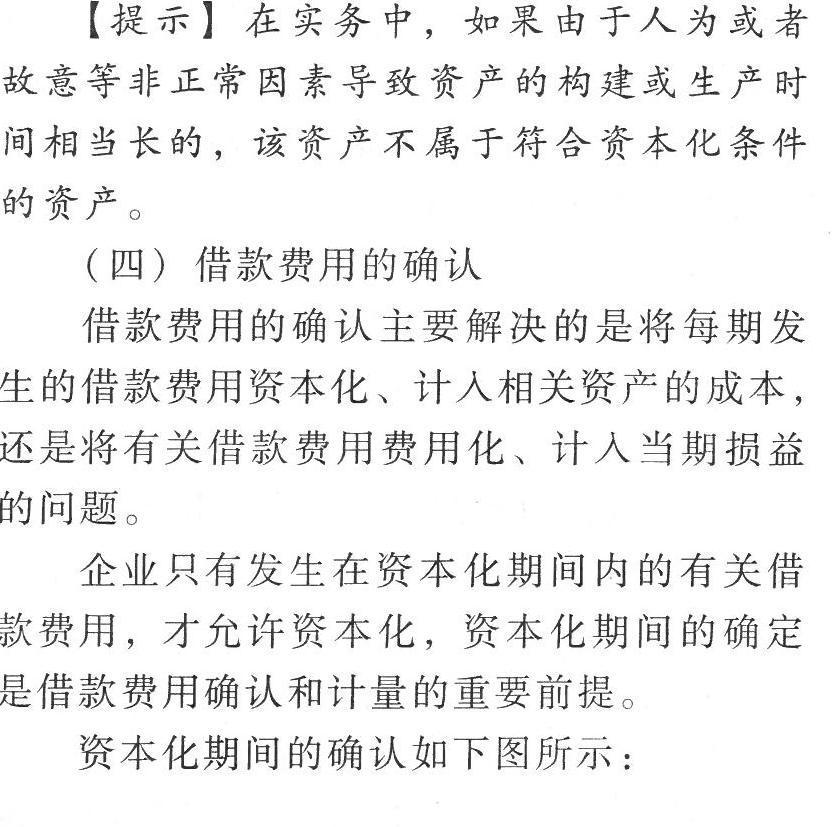 【提示】在实务中，如果由于人为或者
故意等非正常因素导致资产的构建或生产时
间相当长的，该资产不属于符合资本化条件
的资产。
（四）借款费用的确认
借款费用的确认主要解决的是将每期发
生的借款费用资本化、计入相关资产的成本，
还是将有关借款费用费用化、计入当期损益
的问题。
企业只有发生在资本化期间内的有关借
款费用，才允许资本化，资本化期间的确定
是借款费用确认和计量的重要前提。
资本化期间的确认如下图所示：